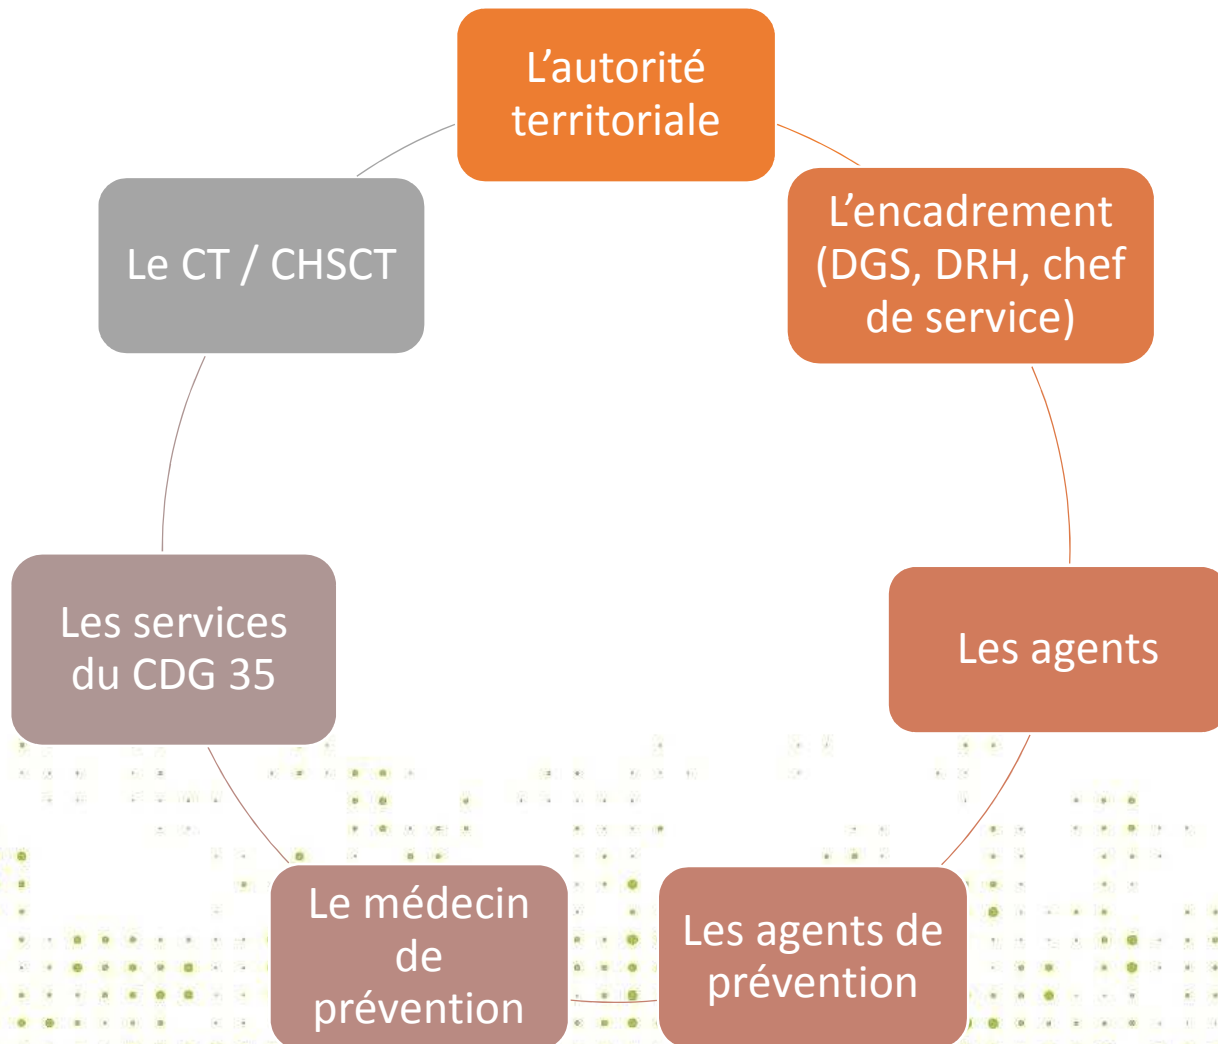 L’autorité
territoriale
L’encadrement
(DGS, DRH, chef
de service)
Les agents
Les agents de
prévention
Le médecin
de
prévention
Les services
du CDG 35
Le CT / CHSCT